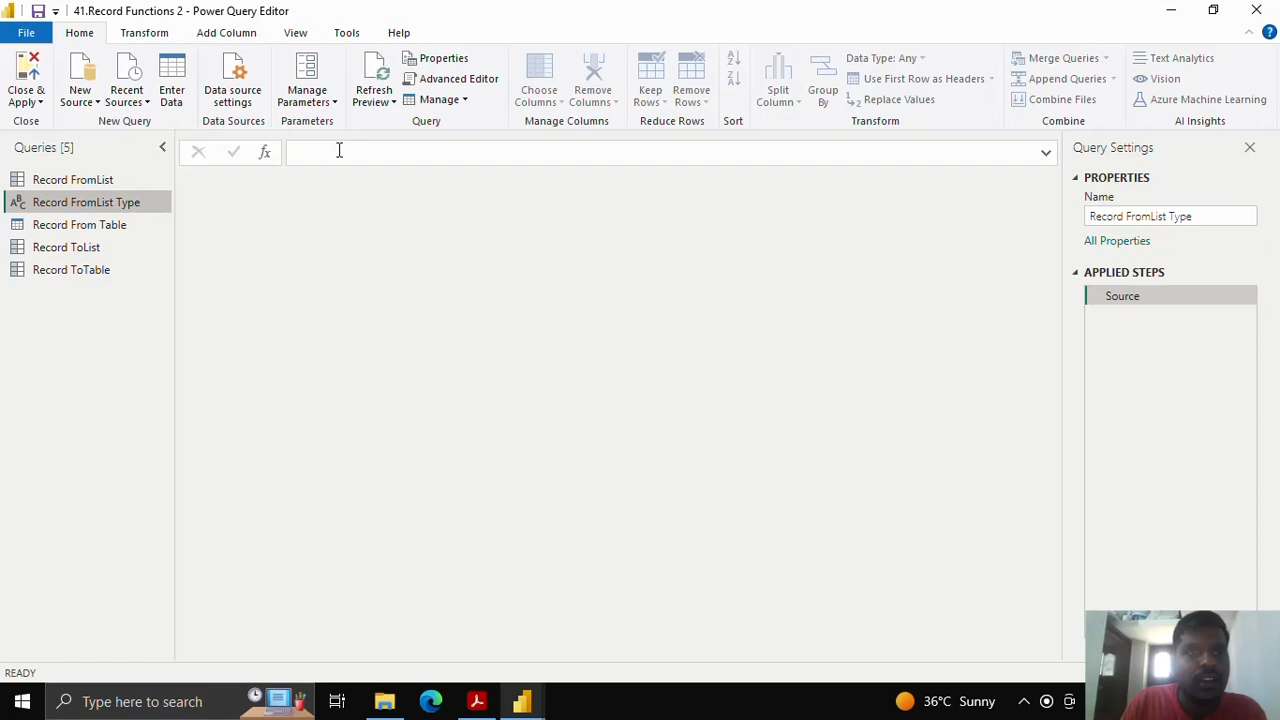 41.Record Functions 2 - Power Query Editor
File
Home
Transform
Add Column
View
Tools
Help
Close & Apply
New Source
Recent Sources
Enter Data
Data source settings
Manage Parameters
Refresh Preview
Properties
Advanced Editor
Manage
Choose Columns
Remove Columns
Keep Rows
Remove Rows
Split Column
Group By
Data Type: Any
Use First Row as Headers
Replace Values
Merge Queries
Append Queries
Combine Files
Text Analytics
Vision
Azure Machine Learning
Close
New Query
Data Sources
Parameters
Query
Manage Columns
Reduce Rows
Sort
Transform
Combine
AI Insights
Queries [5]
fx
Record FromList
Record FromList Type
Record From Table
Record ToList
Record ToTable
Query Settings
PROPERTIES
Name
Record FromList Type
All Properties
APPLIED STEPS
Source
READY
Type here to search
36°C Sunny